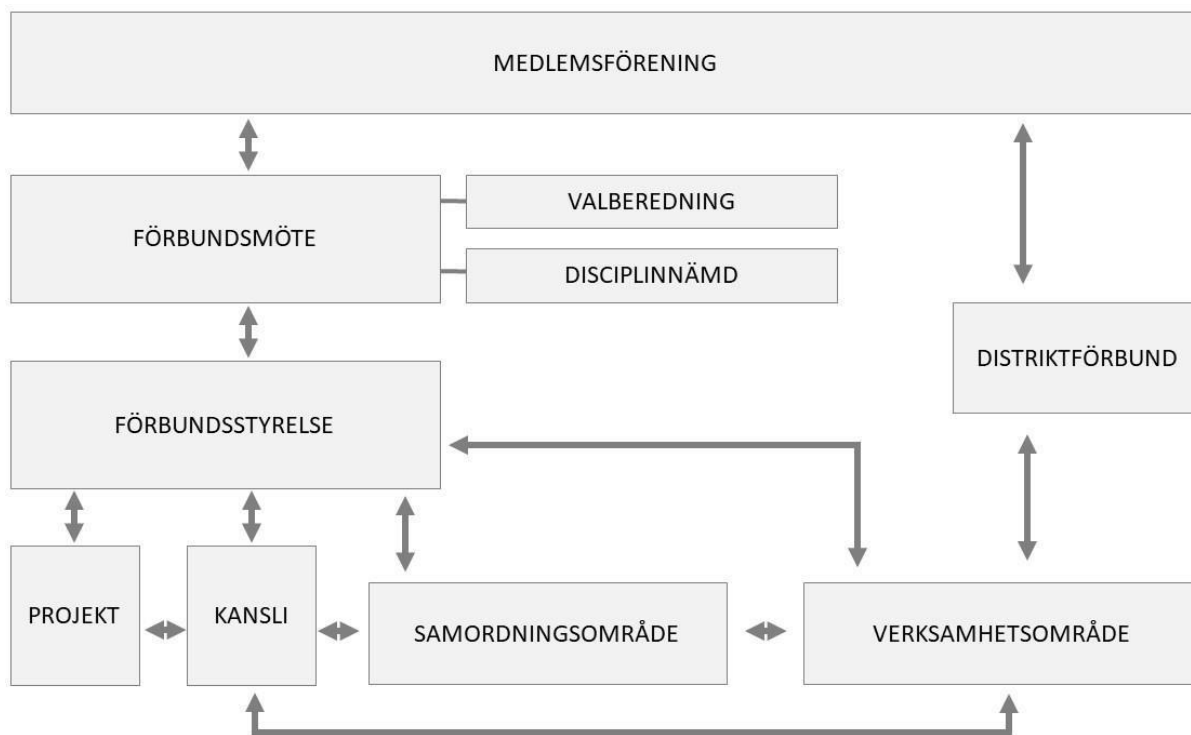 MEDLEMSFÖRENING
FÖRBUNDSMÖTE
VALBEREDNING
DISCIPLINNÄMD
DISTRIKTFÖRBUND
FÖRBUNDSSTYRELSE
PROJEKT
KANSLI
SAMORDNINGSOMRÅDE
VERKSAMHETSOMRÅDE